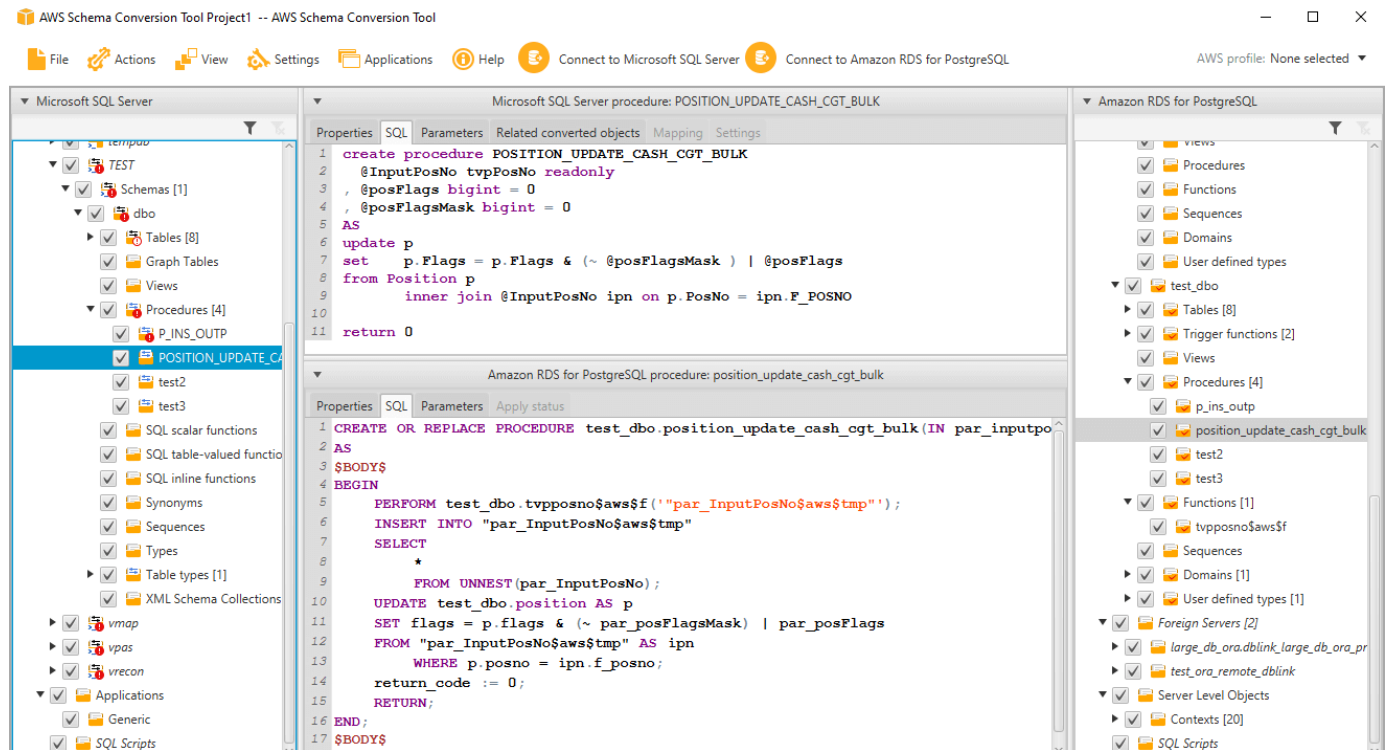 AWS Schema Conversion Tool Project1 -- AWS Schema Conversion Tool
File Actions View Settings Applications Help Connect to Microsoft SQL Server Connect to Amazon RDS for PostgreSQL AWS profile: None selected
Microsoft SQL Server
tempdb
TEST
Schemas [1]
dbo
Tables [8]
Graph Tables
Views
Procedures [4]
P_INS_OUTP
POSITION_UPDATE_CA
test2
test3
SQL scalar functions
SQL table-valued functio
SQL inline functions
Synonyms
Sequences
Types
Table types [1]
XML Schema Collections
vmap
vpas
vrecon
Applications
Generic
SQL Scripts
Microsoft SQL Server procedure: POSITION_UPDATE_CASH_CGT_BULK
Properties SQL Parameters Related converted objects Mapping Settings
1 create procedure POSITION_UPDATE_CASH_CGT_BULK
2 @InputPosNo tvpPosNo readonly
3 , @posFlags bigint = 0
4 , @posFlagsMask bigint = 0
5 AS
6 update p
7 set p.Flags = p.Flags & (~ @posFlagsMask ) | @posFlags
8 from Position p
9 inner join @InputPosNo ipn on p.PosNo = ipn.F_POSNO
10
11 return 0
Amazon RDS for PostgreSQL procedure: position_update_cash_cgt_bulk
Properties SQL Parameters Apply status
1 CREATE OR REPLACE PROCEDURE test_dbo.position_update_cash_cgt_bulk(IN par_inputpo
2 AS
3 $BODY$
4 BEGIN
5 PERFORM test_dbo.tvpposno$aws$f('"par_InputPosNo$aws$tmp"');
6 INSERT INTO "par_InputPosNo$aws$tmp"
7 SELECT
8 *
9 FROM UNNEST(par_InputPosNo);
10 UPDATE test_dbo.position AS p
11 SET flags = p.flags & (~ par_posFlagsMask) | par_posFlags
12 FROM "par_InputPosNo$aws$tmp" AS ipn
13 WHERE p.posno = ipn.f_posno;
14 return_code := 0;
15 RETURN;
16 END;
17 $BODY$
Amazon RDS for PostgreSQL
Views
Procedures
Functions
Sequences
Domains
User defined types
test_dbo
Tables [8]
Trigger functions [2]
Views
Procedures [4]
p_ins_outp
position_update_cash_cgt_bulk
test2
test3
Functions [1]
tvpposno$aws$f
Sequences
Domains [1]
User defined types [1]
Foreign Servers [2]
large_db_ora.dblink_large_db_ora_pr
test_ora_remote_dblink
Server Level Objects
Contexts [20]
SQL Scripts